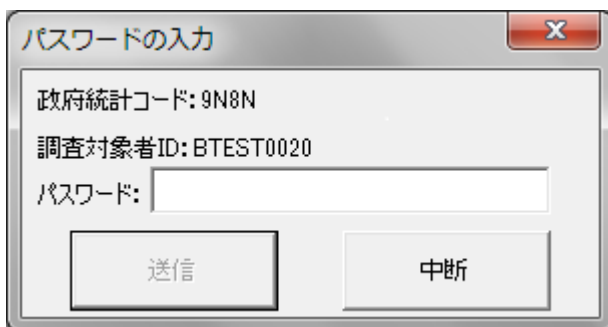 パスワードの入力
政府統計コード:9N8N
調査対象者ID:BTEST0020
パスワード:
送信
中断